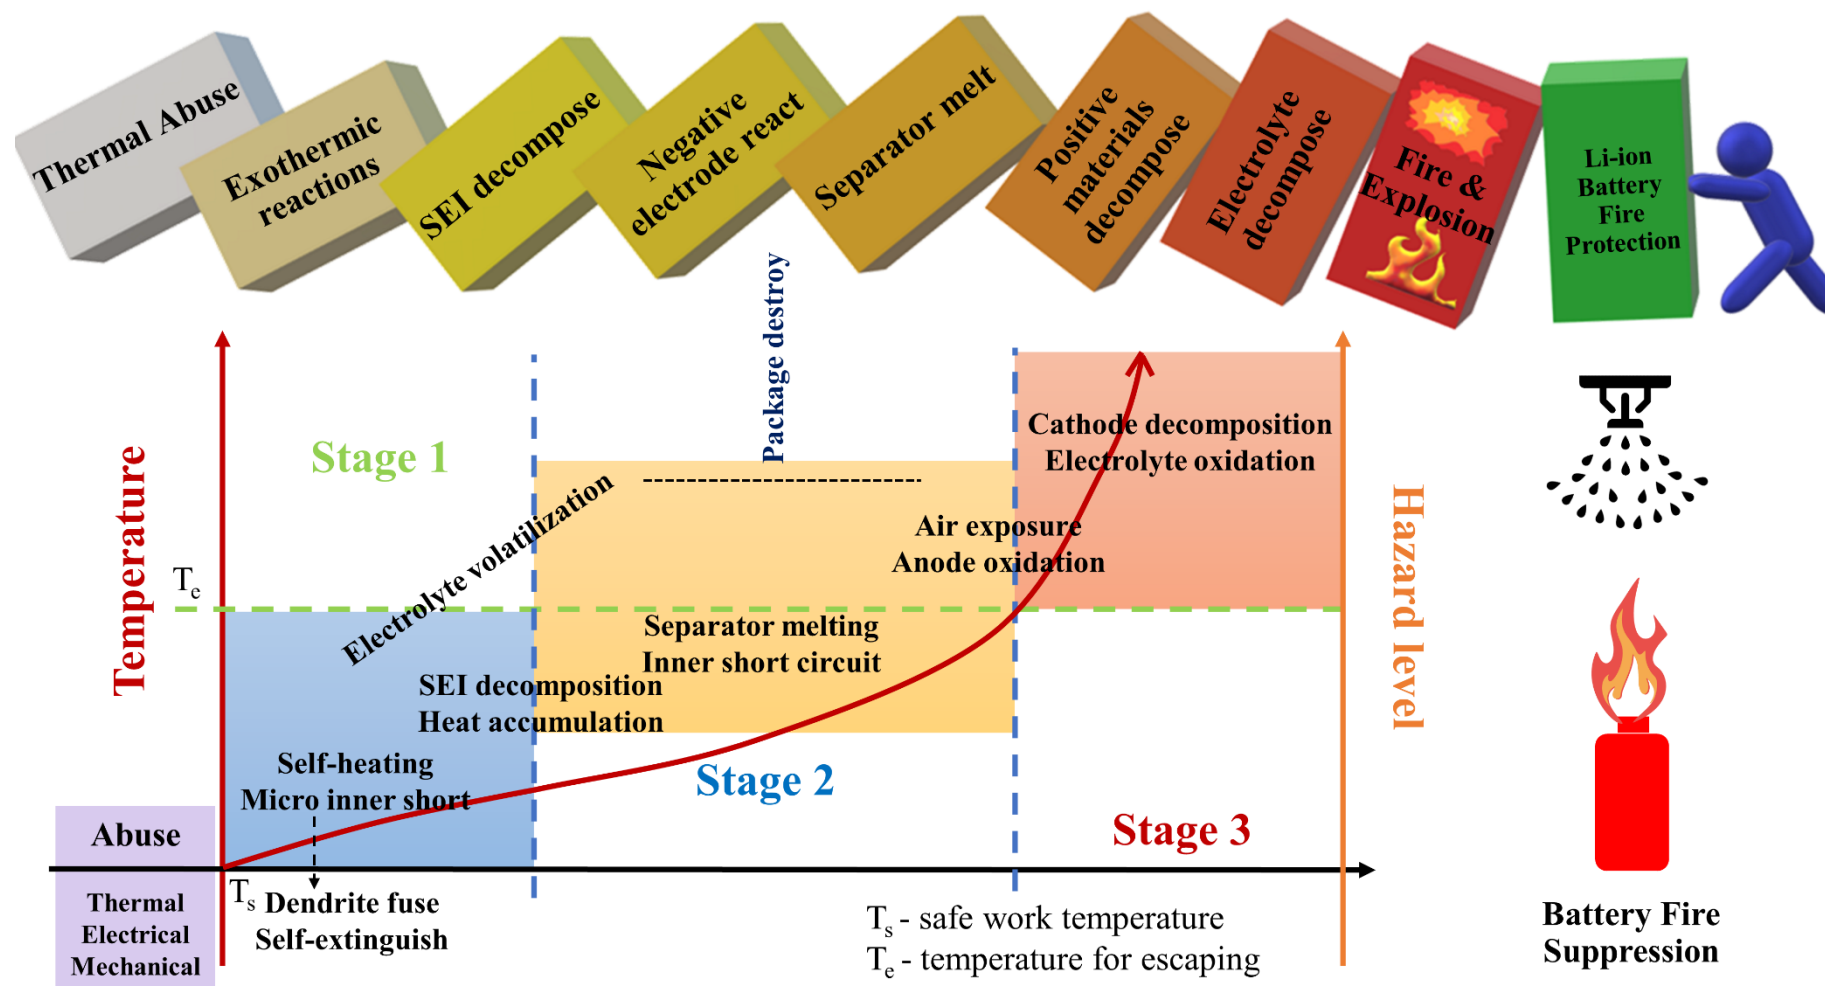 Thermal Abuse
Exothermic
reactions
SEI decompose
Negative
electrode react
Separator melt
Positive
materials
decompose
Electrolyte
decompose
Fire &
Explosion
Li-ion
Battery
Fire
Protection
Package destroy
Temperature
Hazard level
Stage 1
Electrolyte volatilization
Cathode decomposition
Electrolyte oxidation
Air exposure
Anode oxidation
Te
Separator melting
Inner short circuit
SEI decomposition
Heat accumulation
Self-heating
Micro inner short
Stage 2
Stage 3
Abuse
Thermal
Electrical
Mechanical
Ts
Dendrite fuse
Self-extinguish
Ts - safe work temperature
Te - temperature for escaping
Battery Fire
Suppression